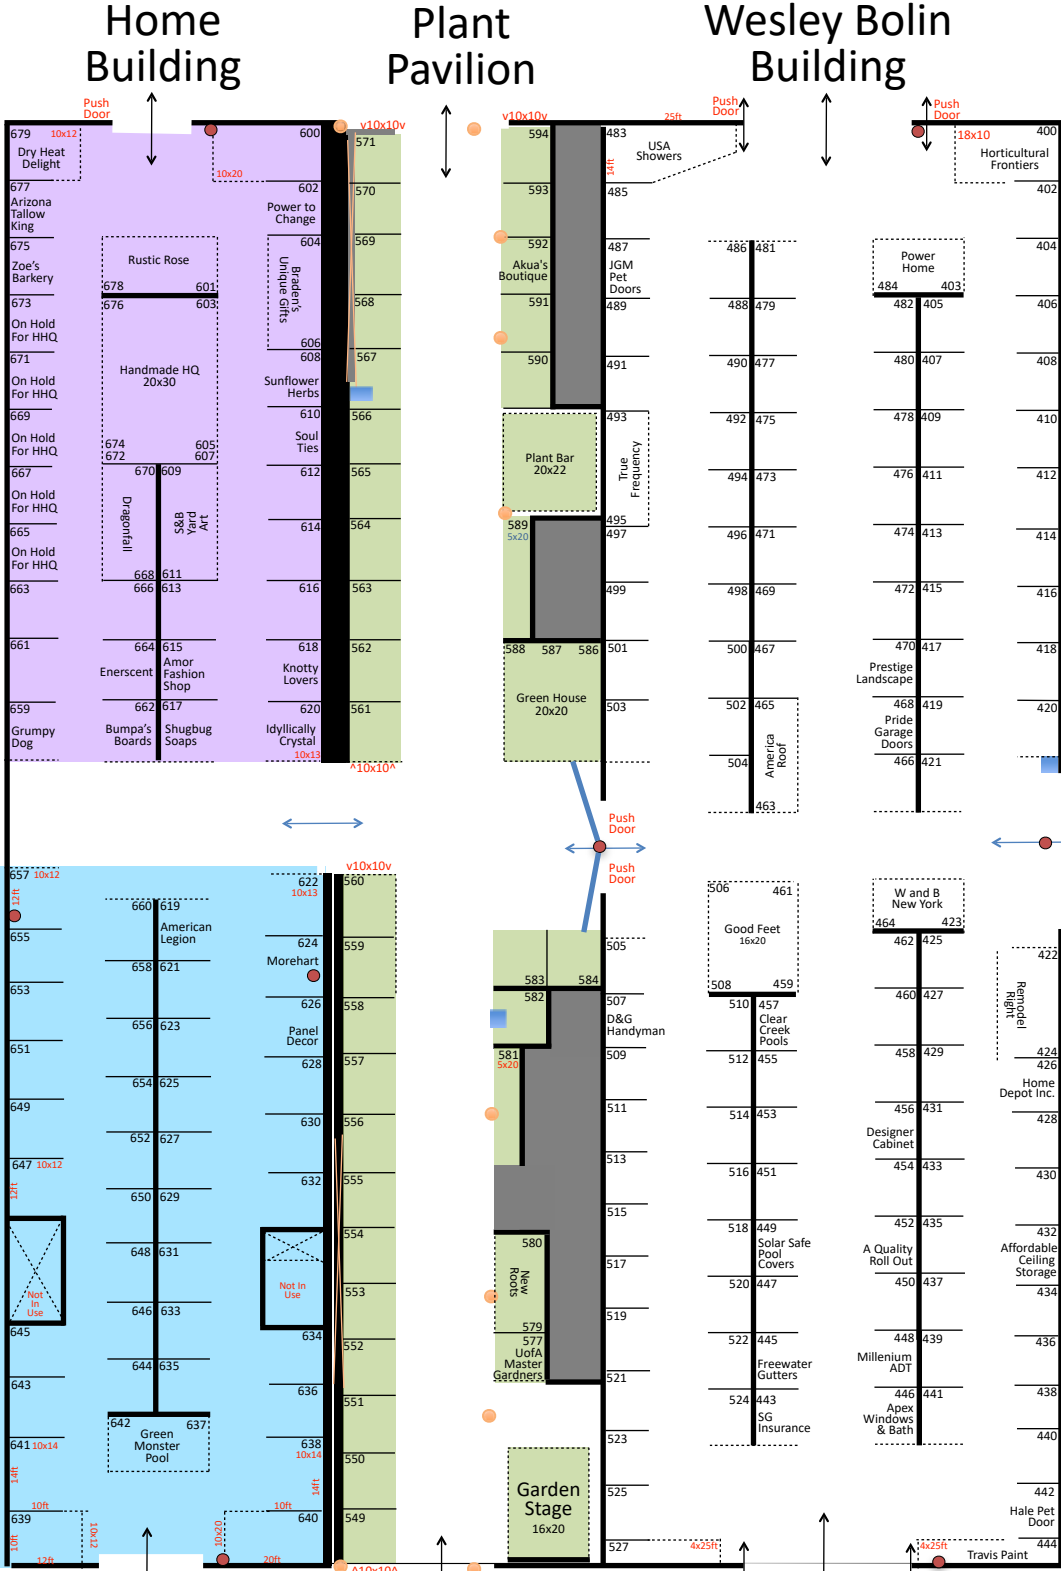 Home
Building
Plant
Pavilion
Wesley Bolin
Building
Push
Door
v10x10v
v10x10v
25ft
Push
Door
Push
Door
679 10x12
Dry Heat
Delight
600
10x20
571
594
483
USA
Showers
14ft
18x10
400
Horticultural
Frontiers
677
Arizona
Tallow
King
602
Power to
Change
570
593
485
402
675
Zoe's
Barkery
Rustic Rose
678 601
604
Braden's
Unique Gifts
606
569
592
Akua's
Boutique
487
JGM
Pet
Doors
486 481
Power
Home
484 403
404
673
On Hold
For HHQ
676 603
568
591
489
488 479
482 405
406
671
On Hold
For HHQ
Handmade HQ
20x30
608
Sunflower
Herbs
567
590
491
490 477
480 407
408
669
On Hold
For HHQ
674 605
672 607
610
Soul
Ties
566
Plant Bar
20x22
493
True
Frequency
495
492 475
478 409
410
667
On Hold
For HHQ
670 609
Dragonfall
S&B
Yard
Art
668 611
612
565
494 473
476 411
412
665
On Hold
For HHQ
614
564
589
5x20
497
496 471
474 413
414
663
666 613
616
563
499
498 469
472 415
416
661
664 615
Enerscent
Amor
Fashion
Shop
618
Knotty
Lovers
562
588 587 586
Green House
20x20
501
500 467
470 417
Prestige
Landscape
418
659
Grumpy
Dog
662 617
Bumpa's
Boards
Shugbug
Soaps
620
Idyllically
Crystal
10x13
561
^10x10^
503
502 465
America
Roof
504
463
468 419
Pride
Garage
Doors
466 421
420
Push
Door
Push
Door
657 10x12
12ft
622
10x13
v10x10v
560
506 461
Good Feet
16x20
508 459
W and B
New York
464 423
660 619
American
Legion
655
624
Morehart
559
505
462 425
422
Remodel
Right
424
653
658 621
626
Panel
Decor
558
583 584
582
507
D&G
Handyman
510 457
Clear
Creek
Pools
460 427
651
656 623
628
557
581
5x20
509
512 455
458 429
426
Home
Depot Inc.
649
654 625
630
556
511
514 453
456 431
Designer
Cabinet
428
647 10x12
12ft
652 627
632
555
513
516 451
454 433
430
650 629
554
580
New
Roots
579
515
518 449
Solar Safe
Pool
Covers
452 435
A Quality
Roll Out
432
Affordable
Ceiling
Storage
Not
In
Use
648 631
Not In
Use
553
517
520 447
450 437
434
645
646 633
634
552
577
UofA
Master
Gardners
519
522 445
Freewater
Gutters
448 439
Millenium
ADT
436
643
644 635
636
551
521
524 443
SG
Insurance
446 441
Apex
Windows
& Bath
438
641 10x14
14ft
642 637
Green
Monster
Pool
638
10x14
14ft
550
523
440
639
10ft
10ft
10x12
12ft
10ft
640
10x20
20ft
549
^10x10^
Garden
Stage
16x20
525
527
4x25ft
442
Hale Pet
Door
444
4x25ft
Travis Paint